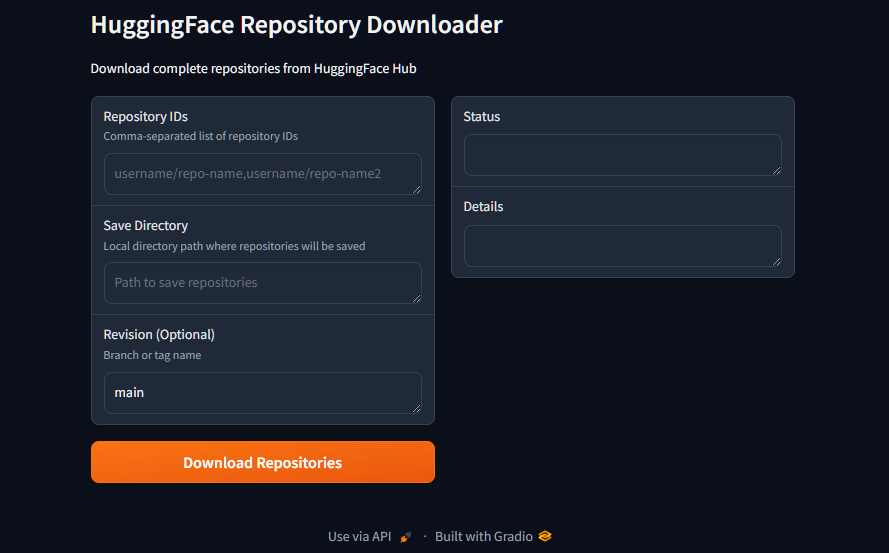 HuggingFace Repository Downloader
Download complete repositories from HuggingFace Hub
Repository IDs
Comma-separated list of repository IDs
username/repo-name,username/repo-name2
Save Directory
Local directory path where repositories will be saved
Path to save repositories
Revision (Optional)
Branch or tag name
main
Download Repositories
Status
Details
Use via API · Built with Gradio